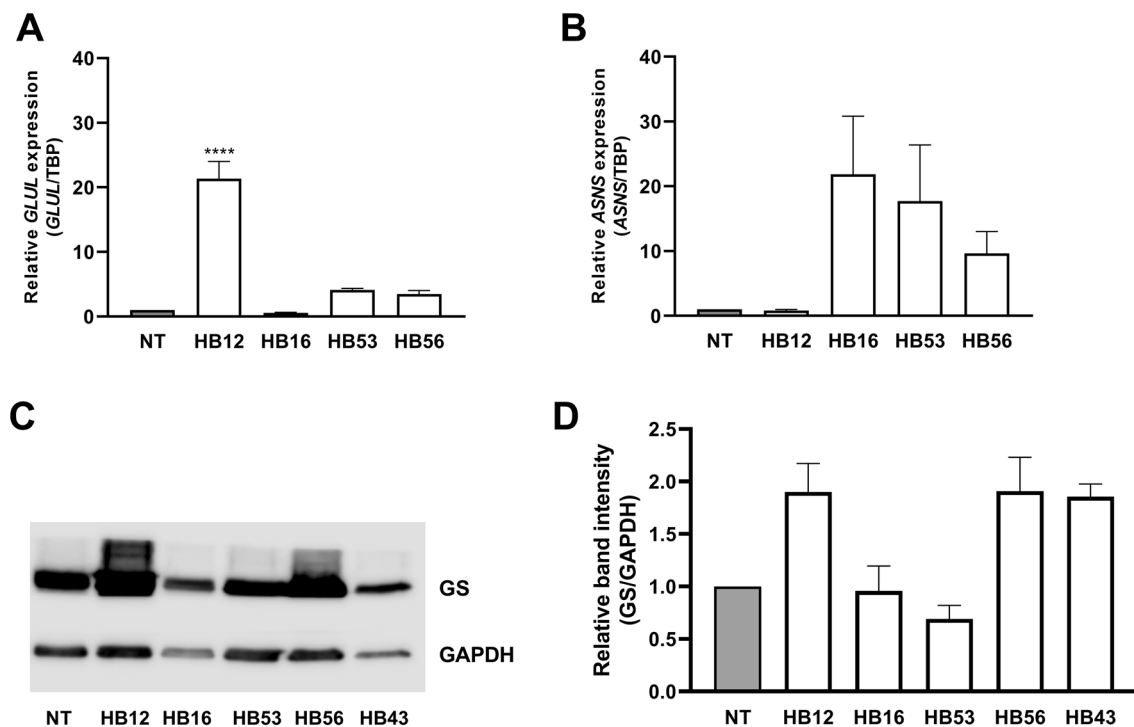 A
Relative GLUL expression
(GLUL/TBP)
40
30
20
10
0
****
NT HB12 HB16 HB53 HB56
B
Relative ASNS expression
(ASNS/TBP)
40
30
20
10
0
NT HB12 HB16 HB53 HB56
C
GS
GAPDH
NT HB12 HB16 HB53 HB56 HB43
D
Relative band intensity
(GS/GAPDH)
2.5
2.0
1.5
1.0
0.5
0.0
NT HB12 HB16 HB53 HB56 HB43